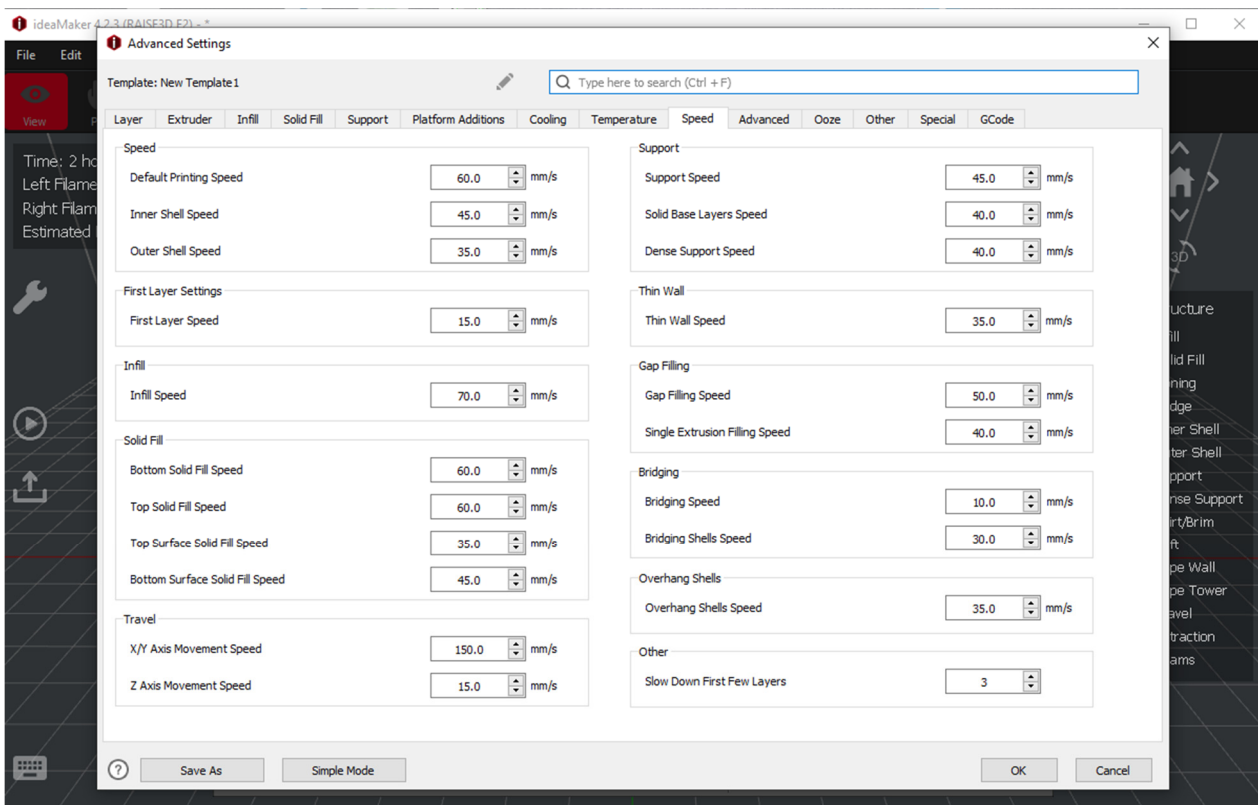 ideaMaker 4.2.3 (RAISE3D E2) - *
File Edit
View
Time: 2 ho
Left Filame
Right Filam
Estimated
Advanced Settings
Template: New Template1
Type here to search (Ctrl + F)
Layer Extruder Infill Solid Fill Support Platform Additions Cooling Temperature Speed Advanced Ooze Other Special GCode
Speed
Default Printing Speed 60.0 mm/s
Inner Shell Speed 45.0 mm/s
Outer Shell Speed 35.0 mm/s
First Layer Settings
First Layer Speed 15.0 mm/s
Infill
Infill Speed 70.0 mm/s
Solid Fill
Bottom Solid Fill Speed 60.0 mm/s
Top Solid Fill Speed 60.0 mm/s
Top Surface Solid Fill Speed 35.0 mm/s
Bottom Surface Solid Fill Speed 45.0 mm/s
Travel
X/Y Axis Movement Speed 150.0 mm/s
Z Axis Movement Speed 15.0 mm/s
Support
Support Speed 45.0 mm/s
Solid Base Layers Speed 40.0 mm/s
Dense Support Speed 40.0 mm/s
Thin Wall
Thin Wall Speed 35.0 mm/s
Gap Filling
Gap Filling Speed 50.0 mm/s
Single Extrusion Filling Speed 40.0 mm/s
Bridging
Bridging Speed 10.0 mm/s
Bridging Shells Speed 30.0 mm/s
Overhang Shells
Overhang Shells Speed 35.0 mm/s
Other
Slow Down First Few Layers 3
? Save As Simple Mode OK Cancel
3D
ucture
ill
lid Fill
ning
dge
ner Shell
ter Shell
pport
nse Support
irt/Brim
ft
pe Wall
pe Tower
avel
traction
ams